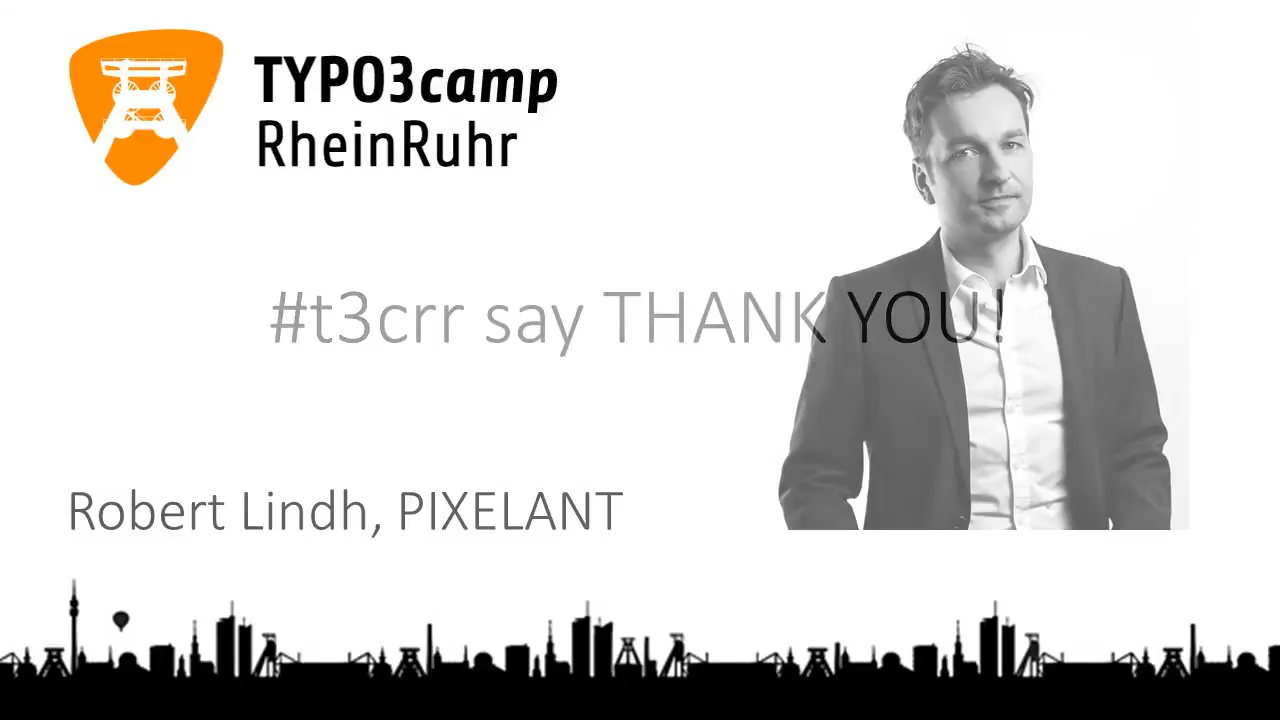 TYPO3camp
RheinRuhr
#t3crr say THANK YOU!
Robert Lindh, PIXELANT